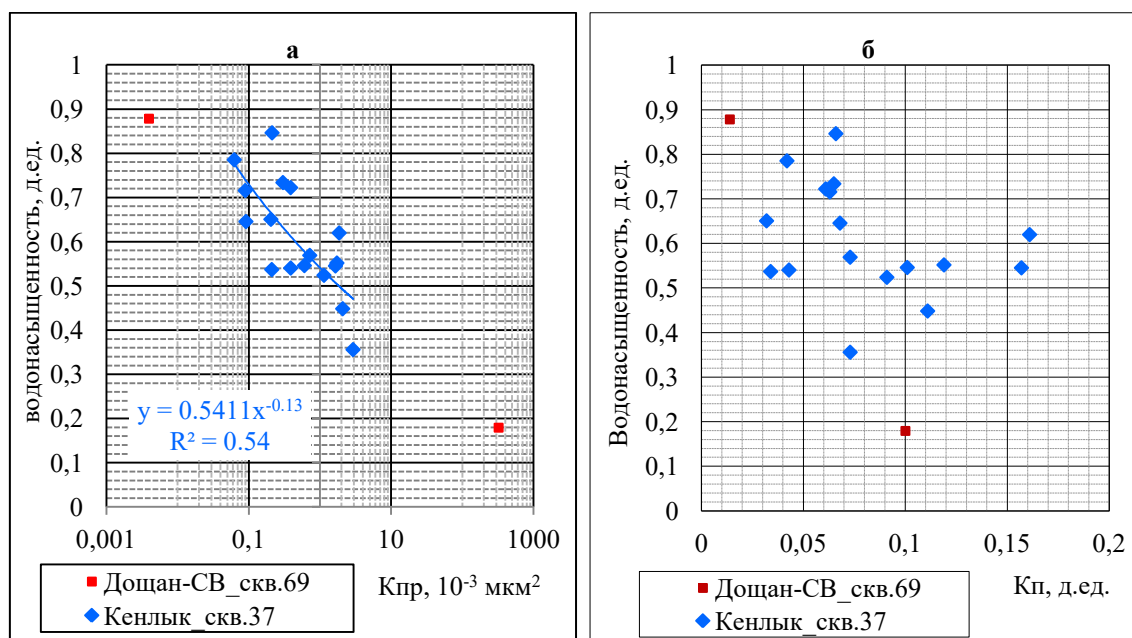 а
1
0,9
0,8
0,7
0,6
0,5
0,4
0,3
0,2
0,1
0
водонасыщенность, д.ед.
y = 0.5411x^-0.13
R² = 0.54
0,001 0,1 10 1000
Кпр, 10^-3 мкм²
Дощан-СВ_скв.69
Кенлык_скв.37
б
1
0,9
0,8
0,7
0,6
0,5
0,4
0,3
0,2
0,1
0
Водонасыщенность, д.ед.
0 0,05 0,1 0,15 0,2
Кп, д.ед.
Дощан-СВ_скв.69
Кенлык_скв.37